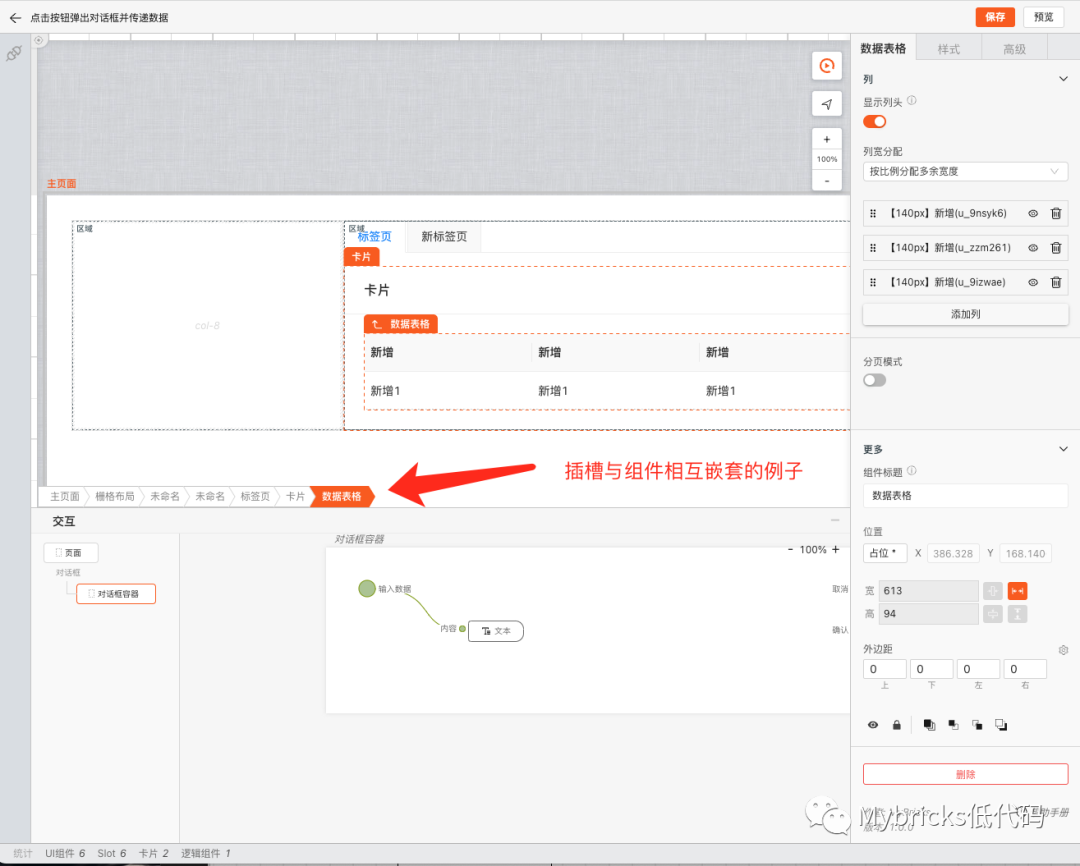 点击按钮弹出对话框并传递数据
保存
预览
数据表格
样式
高级
列
显示列头
列宽分配
按比例分配多余宽度
【140px】新增(u_9nsyk6)
【140px】新增(u_zzm261)
【140px】新增(u_9izwae)
添加列
分页模式
更多
组件标题
数据表格
位置
占位 *
X
386.328
Y
168.140
宽
613
高
94
外边距
0
0
0
0
上
下
左
右
删除
+
100%
-
主页面
区域
col-8
区域
标签页
新标签页
卡片
卡片
数据表格
新增
新增
新增
新增1
新增1
新增1
插槽与组件相互嵌套的例子
主页面
栅格布局
未命名
未命名
标签页
卡片
数据表格
交互
页面
对话框
对话框容器
对话框容器
- 100% +
输入数据
内容
文本
取消
确认
Mybricks低代码
助手册
版本: 1.0.0
统计
UI组件 6
Slot 6
卡片 2
逻辑组件 1